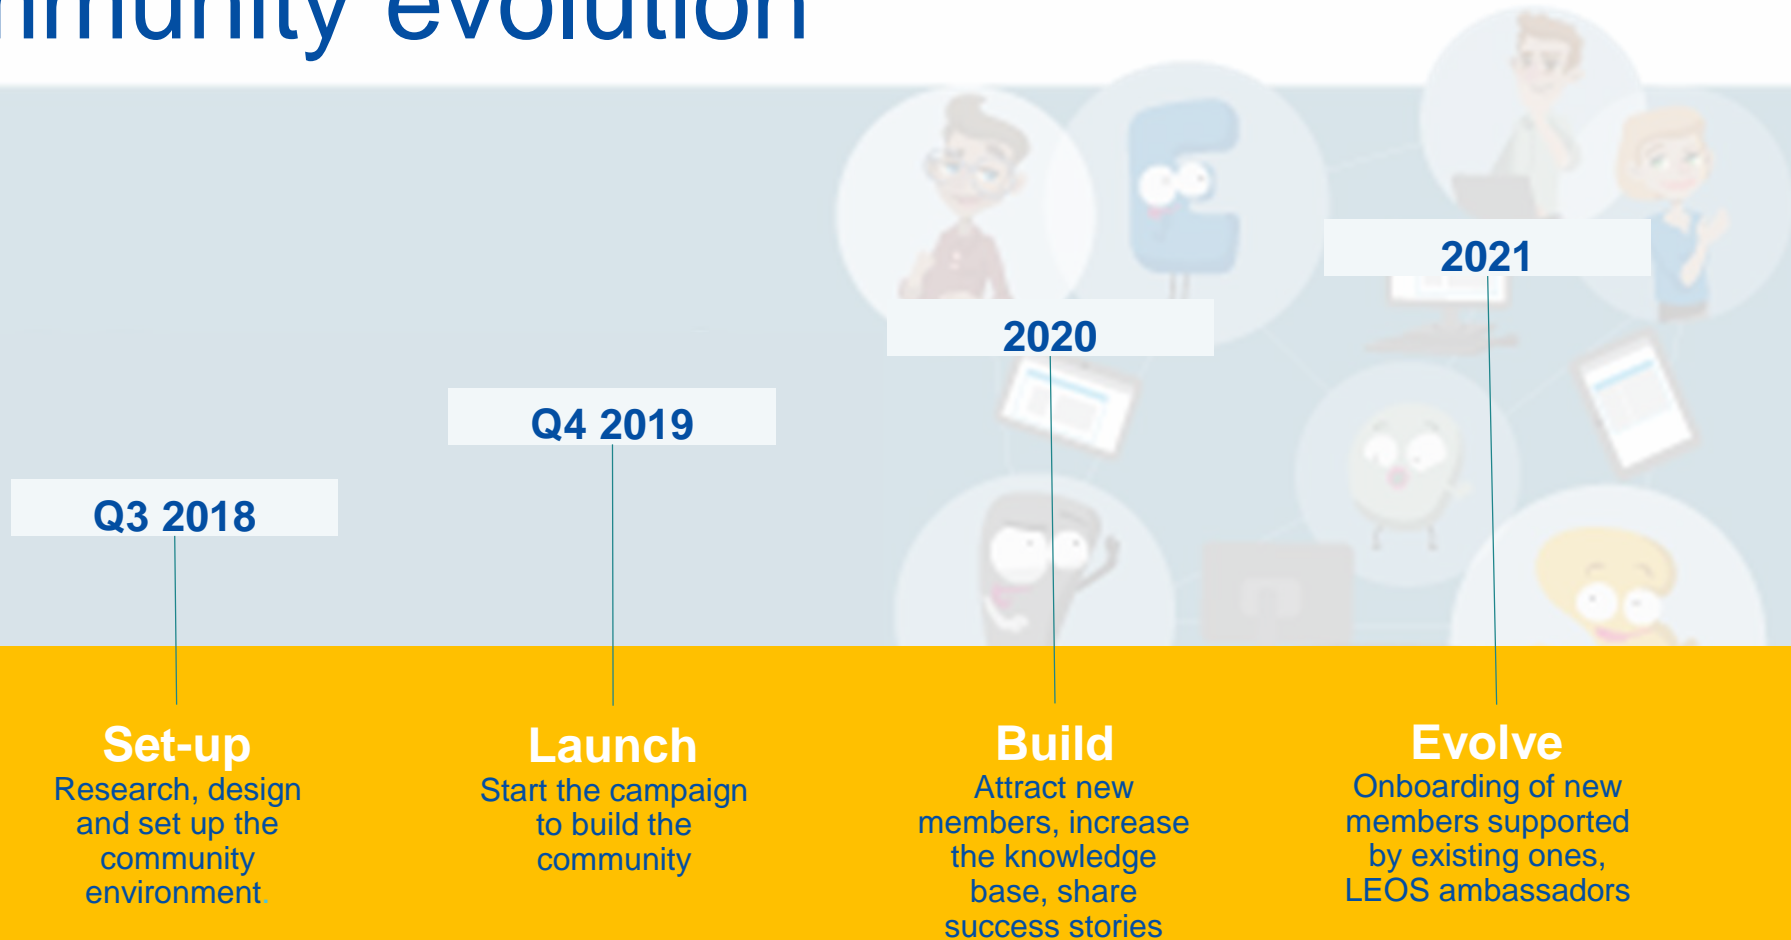 mmunity evolution
Q3 2018
Q4 2019
2020
2021
Set-up
Research, design
and set up the
community
environment.
Launch
Start the campaign
to build the
community
Build
Attract new
members, increase
the knowledge
base, share
success stories
Evolve
Onboarding of new
members supported
by existing ones,
LEOS ambassadors